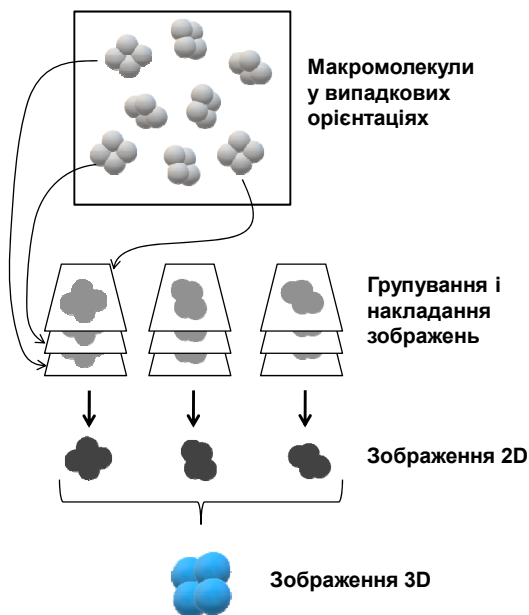 Макромолекули
у випадкових
орієнтаціях
Групування і
накладання
зображень
Зображення 2D
Зображення 3D